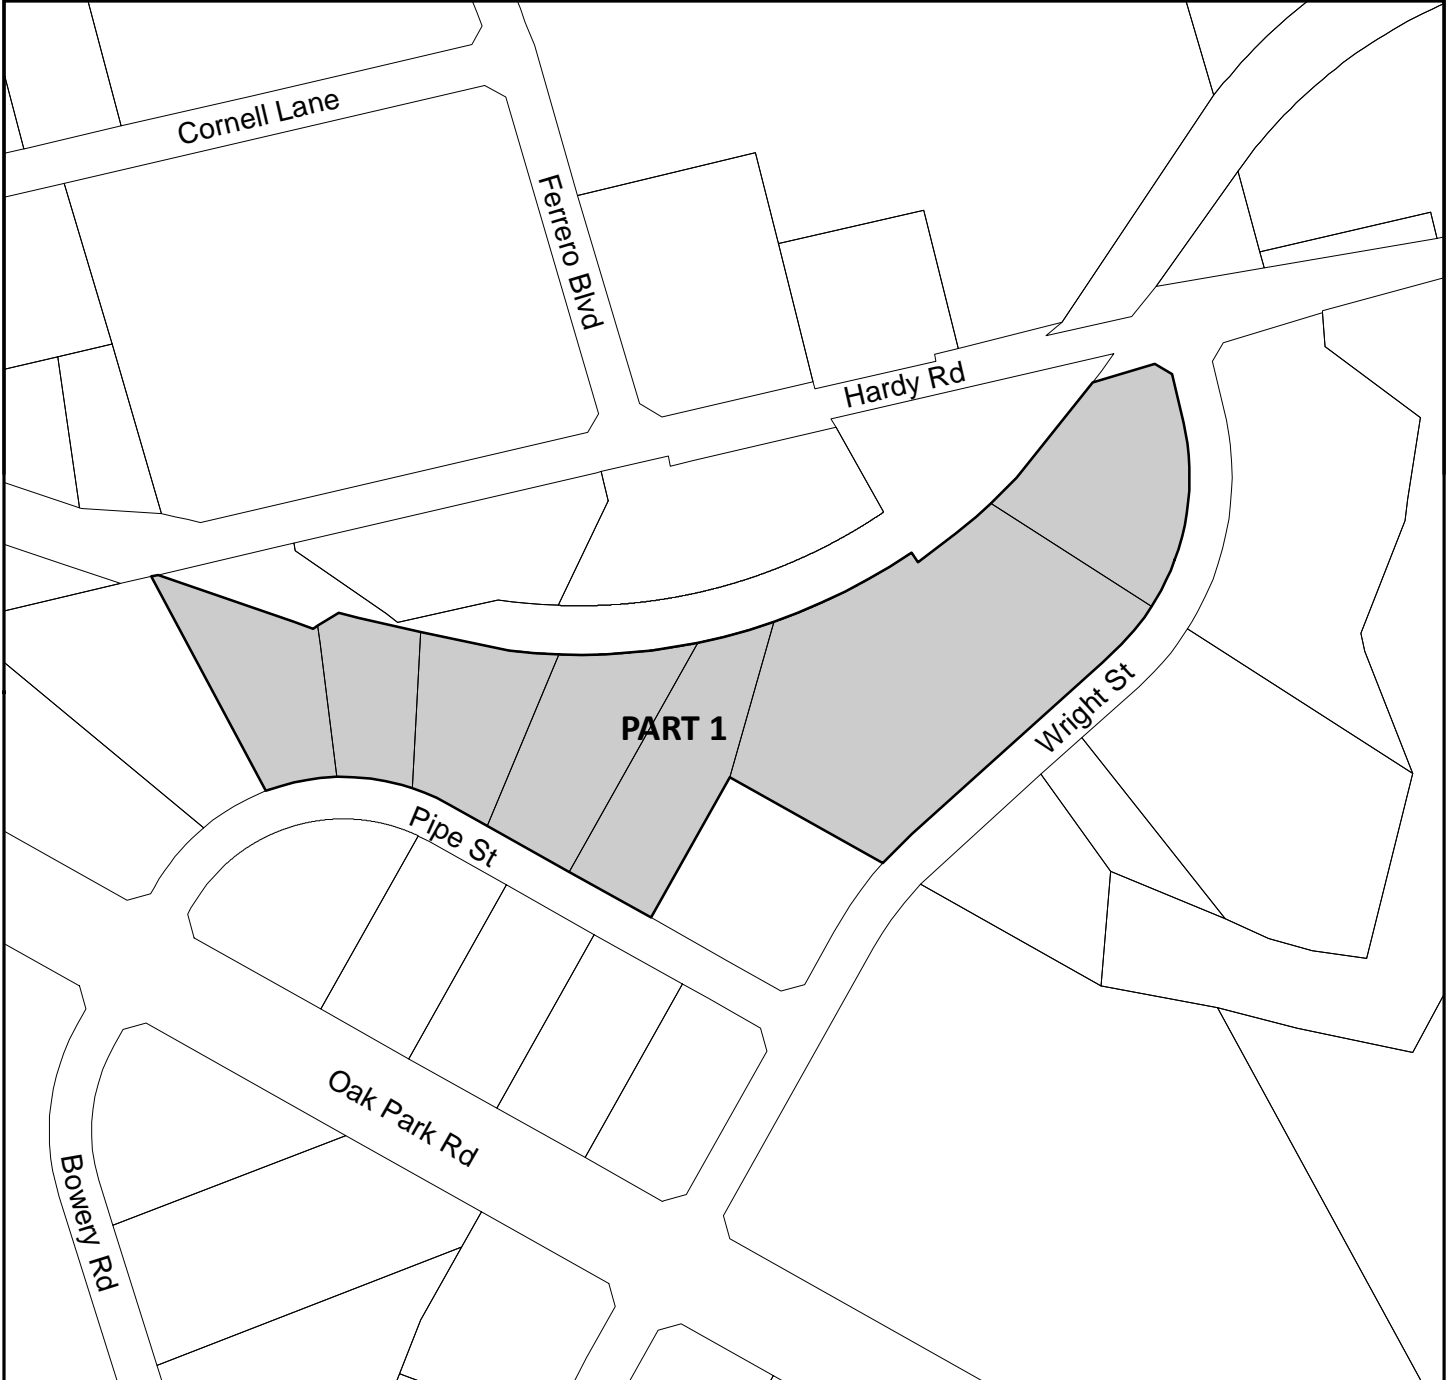 Cornell Lane
Ferrero Blvd
Hardy Rd
Wright St
PART 1
Pipe St
Oak Park Rd
Bowery Rd